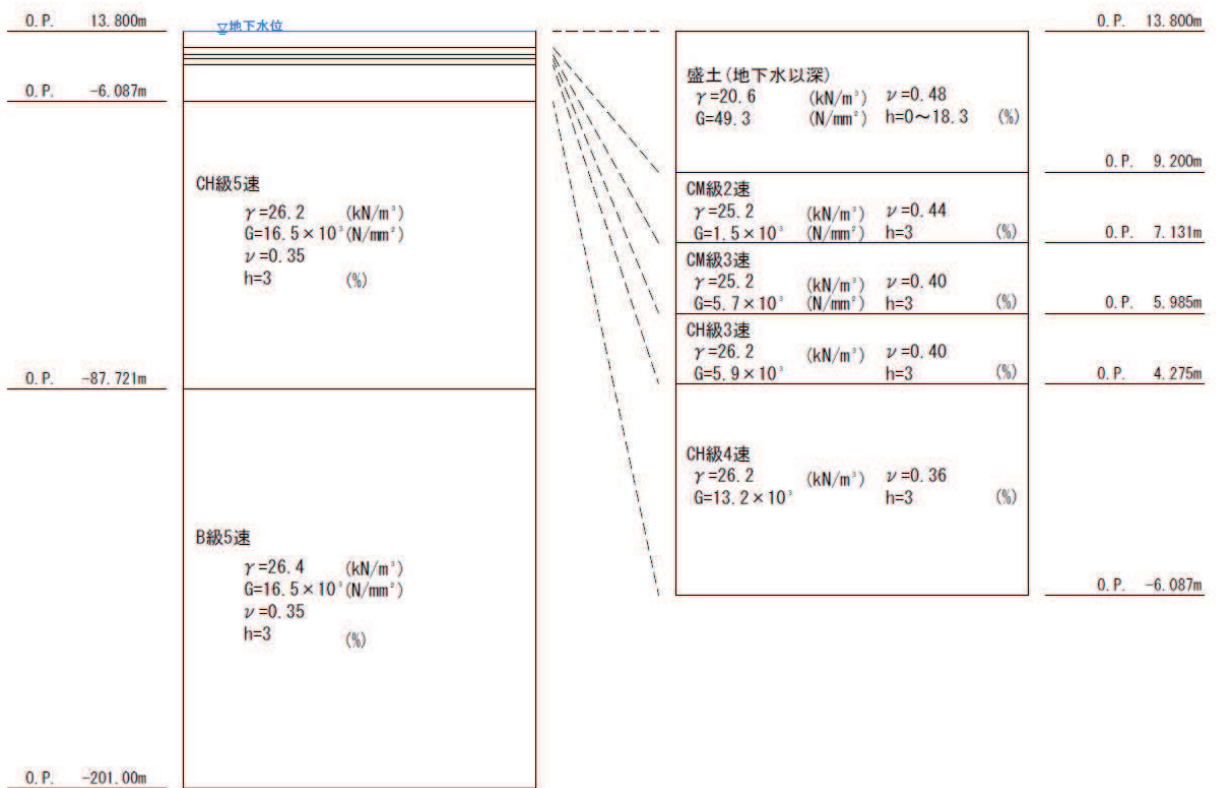 O.P. 13.800m
▽地下水位
O.P. -6.087m
CH級5速
γ=26.2 (kN/m³)
G=16.5×10³(N/mm²)
ν=0.35
h=3 (%)
O.P. -87.721m
B級5速
γ=26.4 (kN/m³)
G=16.5×10³(N/mm²)
ν=0.35
h=3 (%)
O.P. -201.00m
O.P. 13.800m
盛土(地下水以深)
γ=20.6 (kN/m³) ν=0.48
G=49.3 (N/mm²) h=0～18.3 (%)
O.P. 9.200m
CM級2速
γ=25.2 (kN/m³) ν=0.44
G=1.5×10³ (N/mm²) h=3 (%)
O.P. 7.131m
CM級3速
γ=25.2 (kN/m³) ν=0.40
G=5.7×10³ (N/mm²) h=3 (%)
O.P. 5.985m
CH級3速
γ=26.2 (kN/m³) ν=0.40
G=5.9×10³ h=3 (%)
O.P. 4.275m
CH級4速
γ=26.2 (kN/m³) ν=0.36
G=13.2×10³ h=3 (%)
O.P. -6.087m